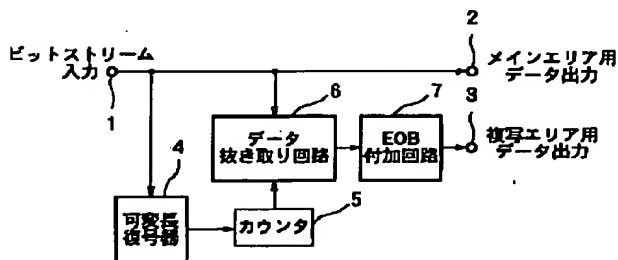 ビットストリーム
入力
1
2
メインエリア用
データ出力
3
複写エリア用
データ出力
6
データ
抜き取り回路
7
EOB
付加回路
4
可変長
復号器
カウンタ
5